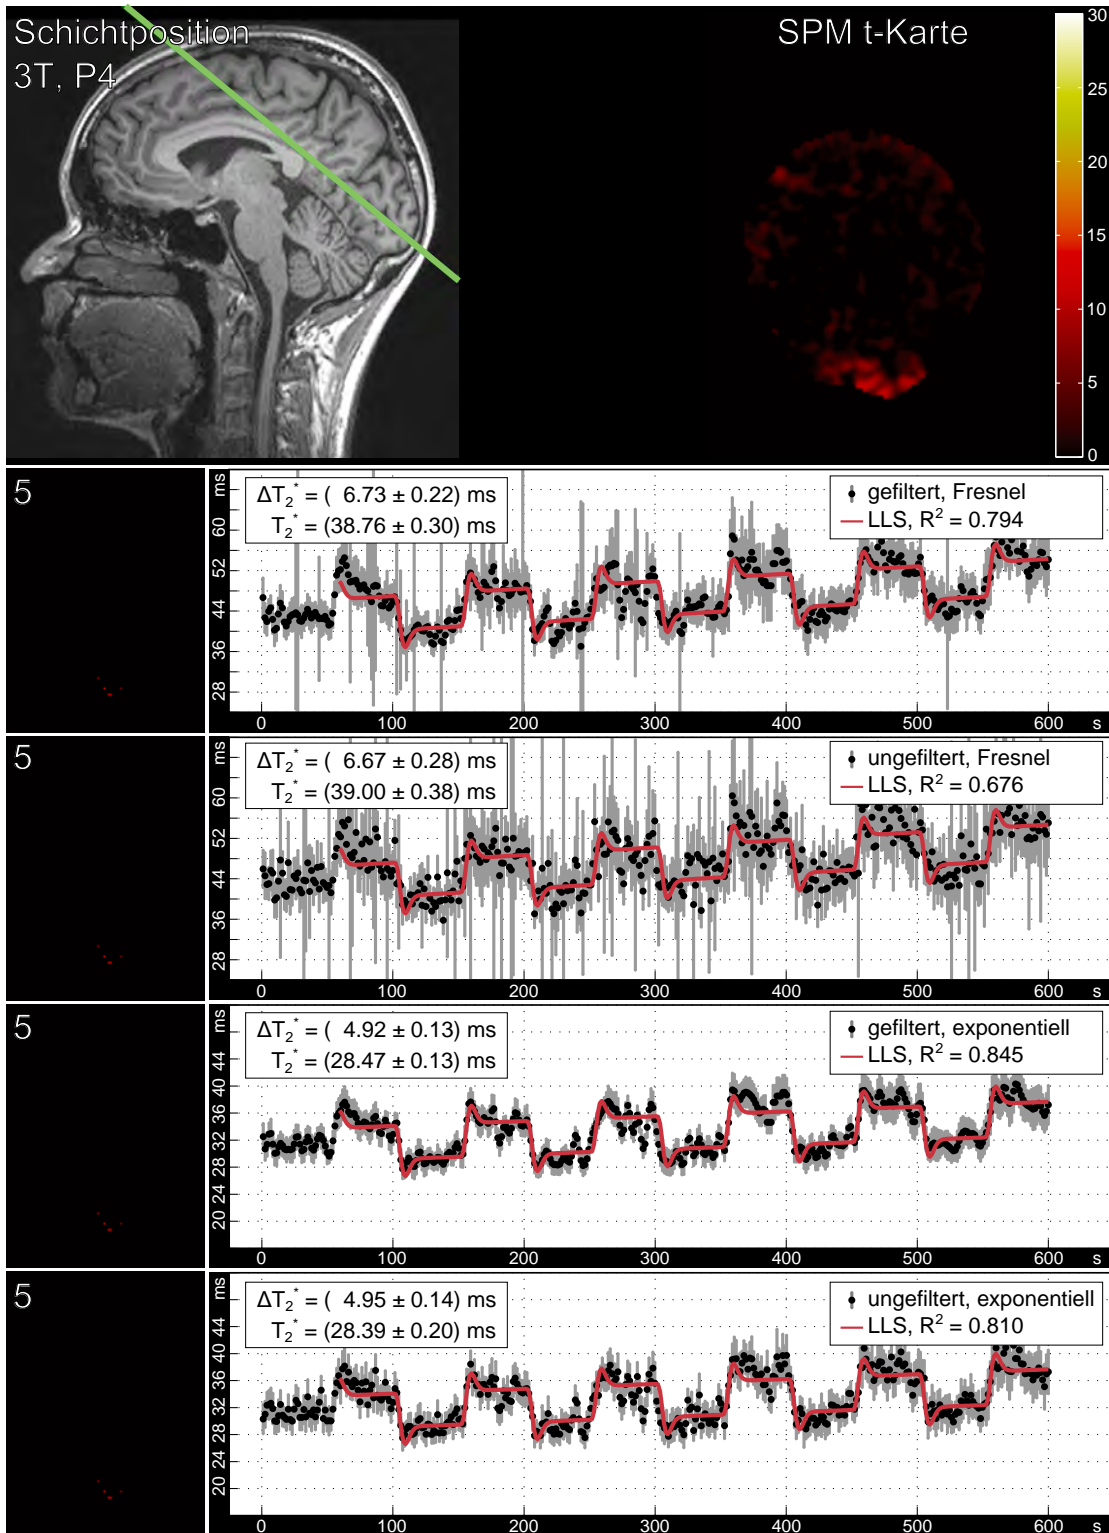 Schichtposition
3T, P4
SPM t-Karte
30
25
20
15
10
5
0
5
ms
60
52
44
36
28
ΔT₂* = ( 6.73 ± 0.22) ms
T₂* = (38.76 ± 0.30) ms
gefiltert, Fresnel
LLS, R² = 0.794
0 100 200 300 400 500 600 s
5
ms
60
52
44
36
28
ΔT₂* = ( 6.67 ± 0.28) ms
T₂* = (39.00 ± 0.38) ms
ungefiltert, Fresnel
LLS, R² = 0.676
0 100 200 300 400 500 600 s
5
ms
44
40
36
32
28
24
20
ΔT₂* = ( 4.92 ± 0.13) ms
T₂* = (28.47 ± 0.13) ms
gefiltert, exponentiell
LLS, R² = 0.845
0 100 200 300 400 500 600 s
5
ms
44
40
36
32
28
24
20
ΔT₂* = ( 4.95 ± 0.14) ms
T₂* = (28.39 ± 0.20) ms
ungefiltert, exponentiell
LLS, R² = 0.810
0 100 200 300 400 500 600 s